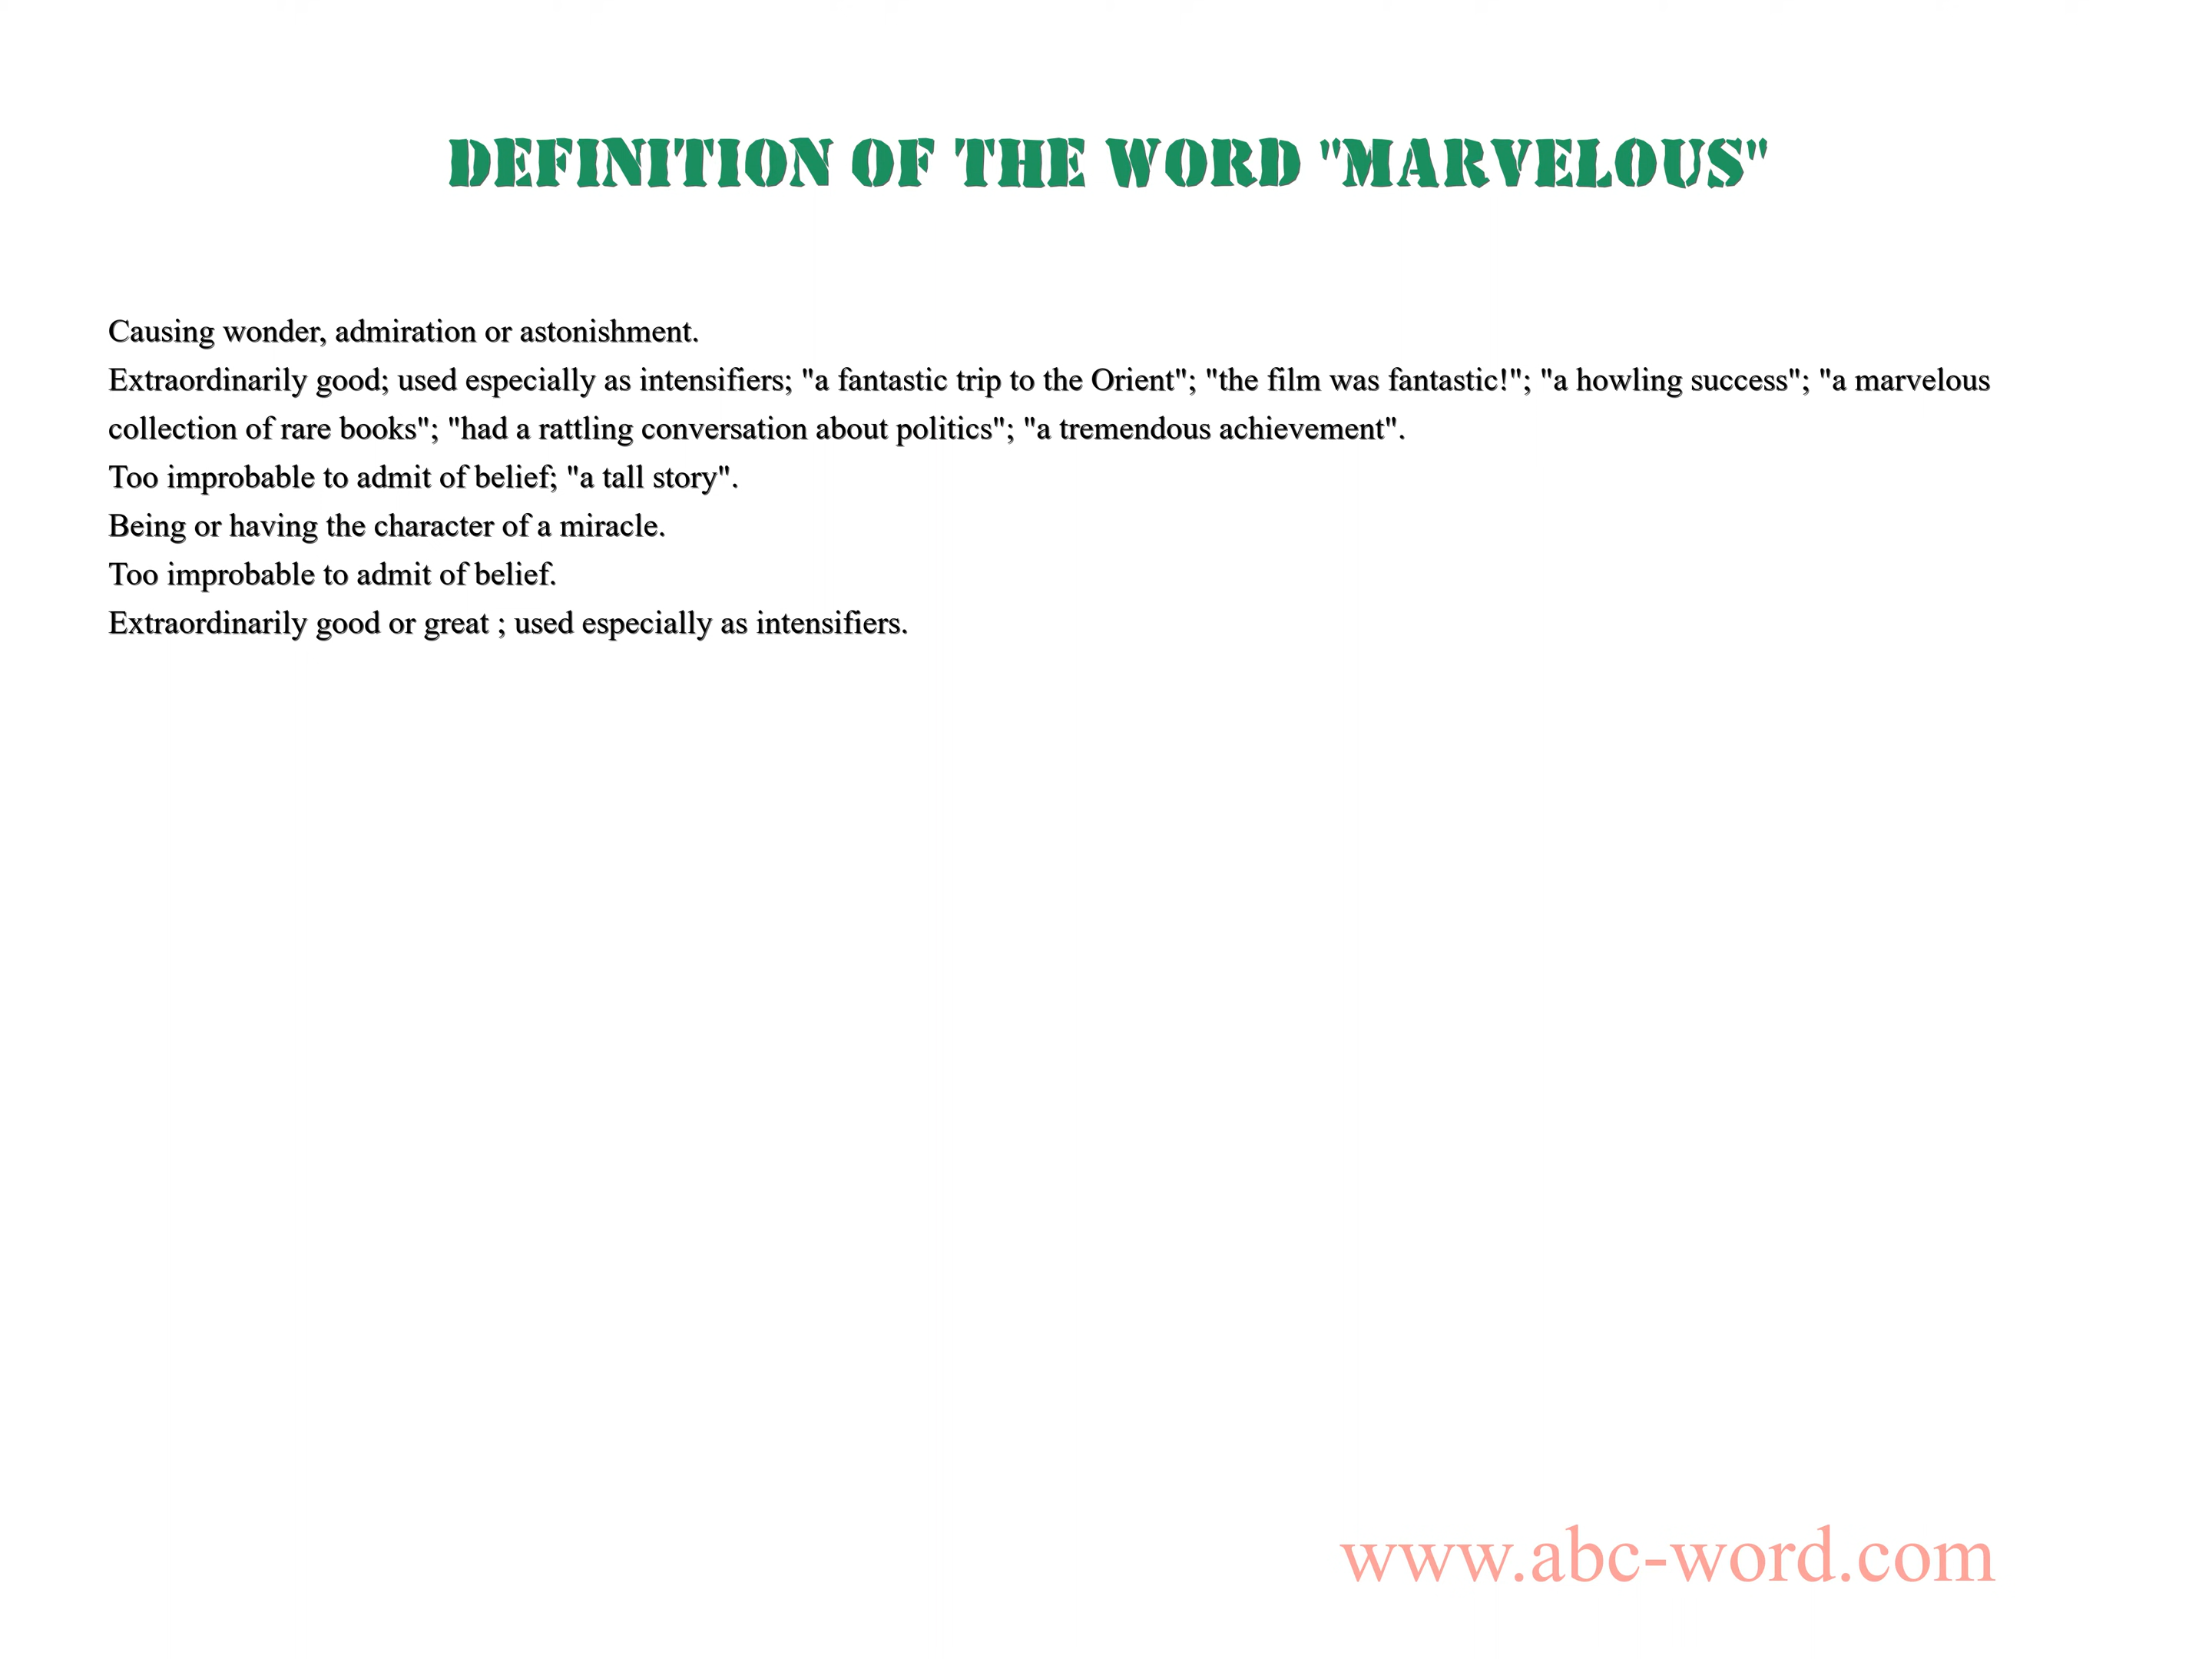 DEFINITION OF THE WORD "MARVELOUS"
Causing wonder, admiration or astonishment.
Extraordinarily good; used especially as intensifiers; "a fantastic trip to the Orient"; "the film was fantastic!"; "a howling success"; "a marvelous
collection of rare books"; "had a rattling conversation about politics"; "a tremendous achievement".
Too improbable to admit of belief; "a tall story".
Being or having the character of a miracle.
Too improbable to admit of belief.
Extraordinarily good or great ; used especially as intensifiers.
www.abc-word.com